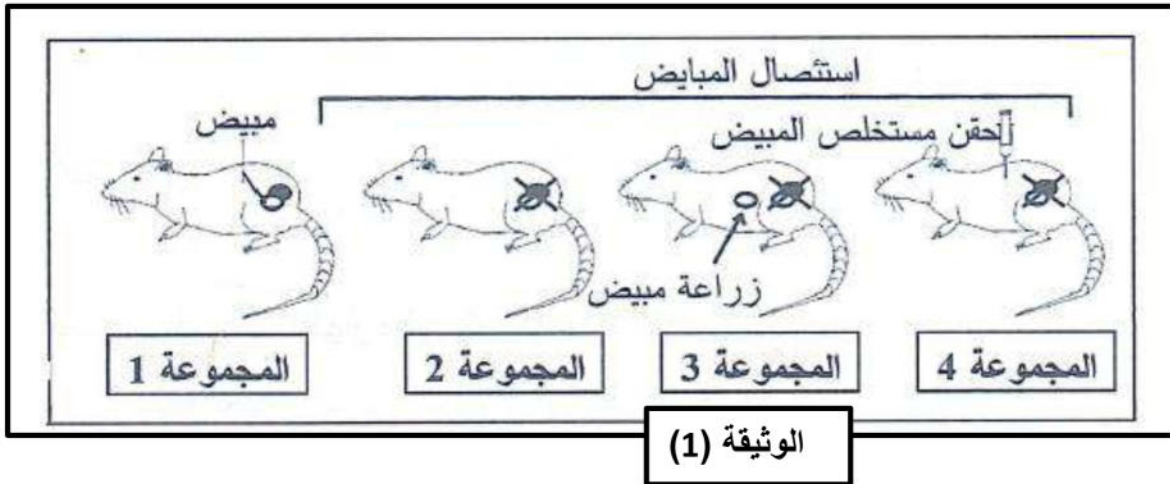 استئصال المبايض
مبيض
حقن مستخلص المبيض
زراعة مبيض
المجموعة 1
المجموعة 2
المجموعة 3
المجموعة 4
الوثيقة (1)